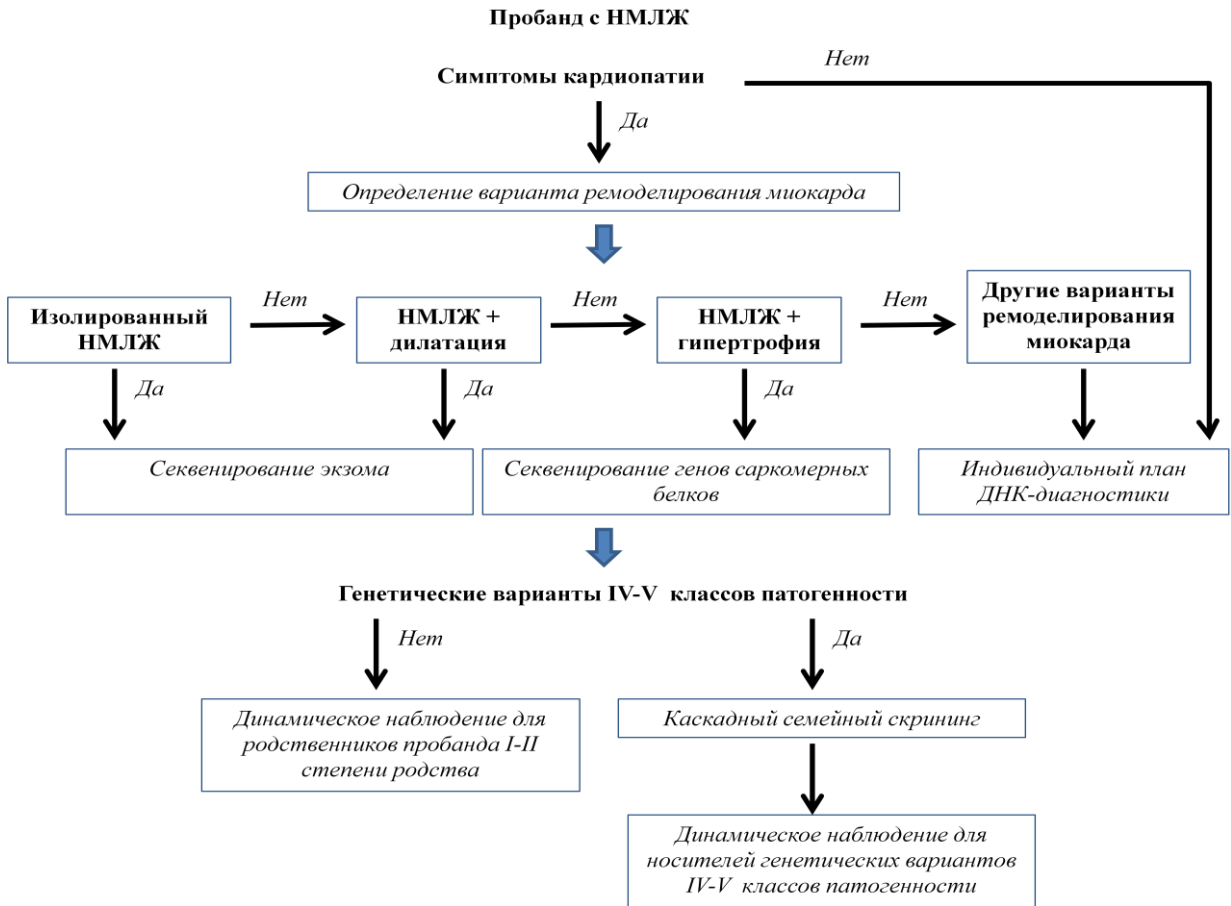 Пробанд с НМЛЖ
Нет
Симптомы кардиопатии
Да
Определение варианта ремоделирования миокарда
Изолированный
НМЛЖ
Нет
НМЛЖ +
дилатация
Нет
НМЛЖ +
гипертрофия
Нет
Другие варианты
ремоделирования
миокарда
Да
Да
Да
Секвенирование экзома
Секвенирование генов саркомерных
белков
Индивидуальный план
ДНК-диагностики
Генетические варианты IV-V классов патогенности
Нет
Да
Динамическое наблюдение для
родственников пробанда I-II
степени родства
Каскадный семейный скрининг
Динамическое наблюдение для
носителей генетических вариантов
IV-V классов патогенности